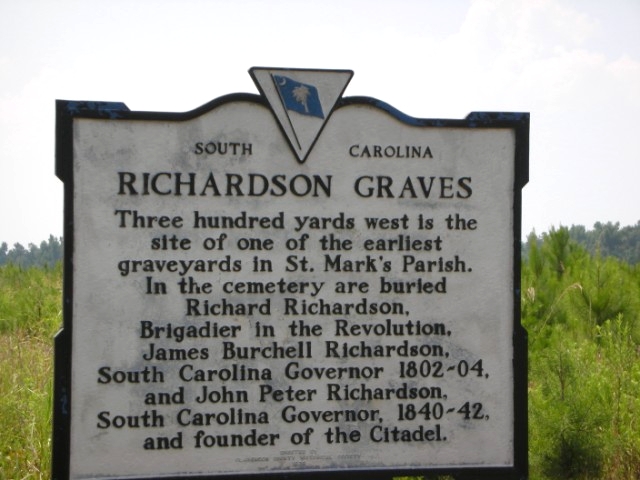 SOUTH CAROLINA
RICHARDSON GRAVES
Three hundred yards west is the
site of one of the earliest
graveyards in St. Mark's Parish.
In the cemetery are buried
Richard Richardson,
Brigadier in the Revolution,
James Burchell Richardson,
South Carolina Governor 1802-04,
and John Peter Richardson,
South Carolina Governor, 1840-42,
and founder of the Citadel.